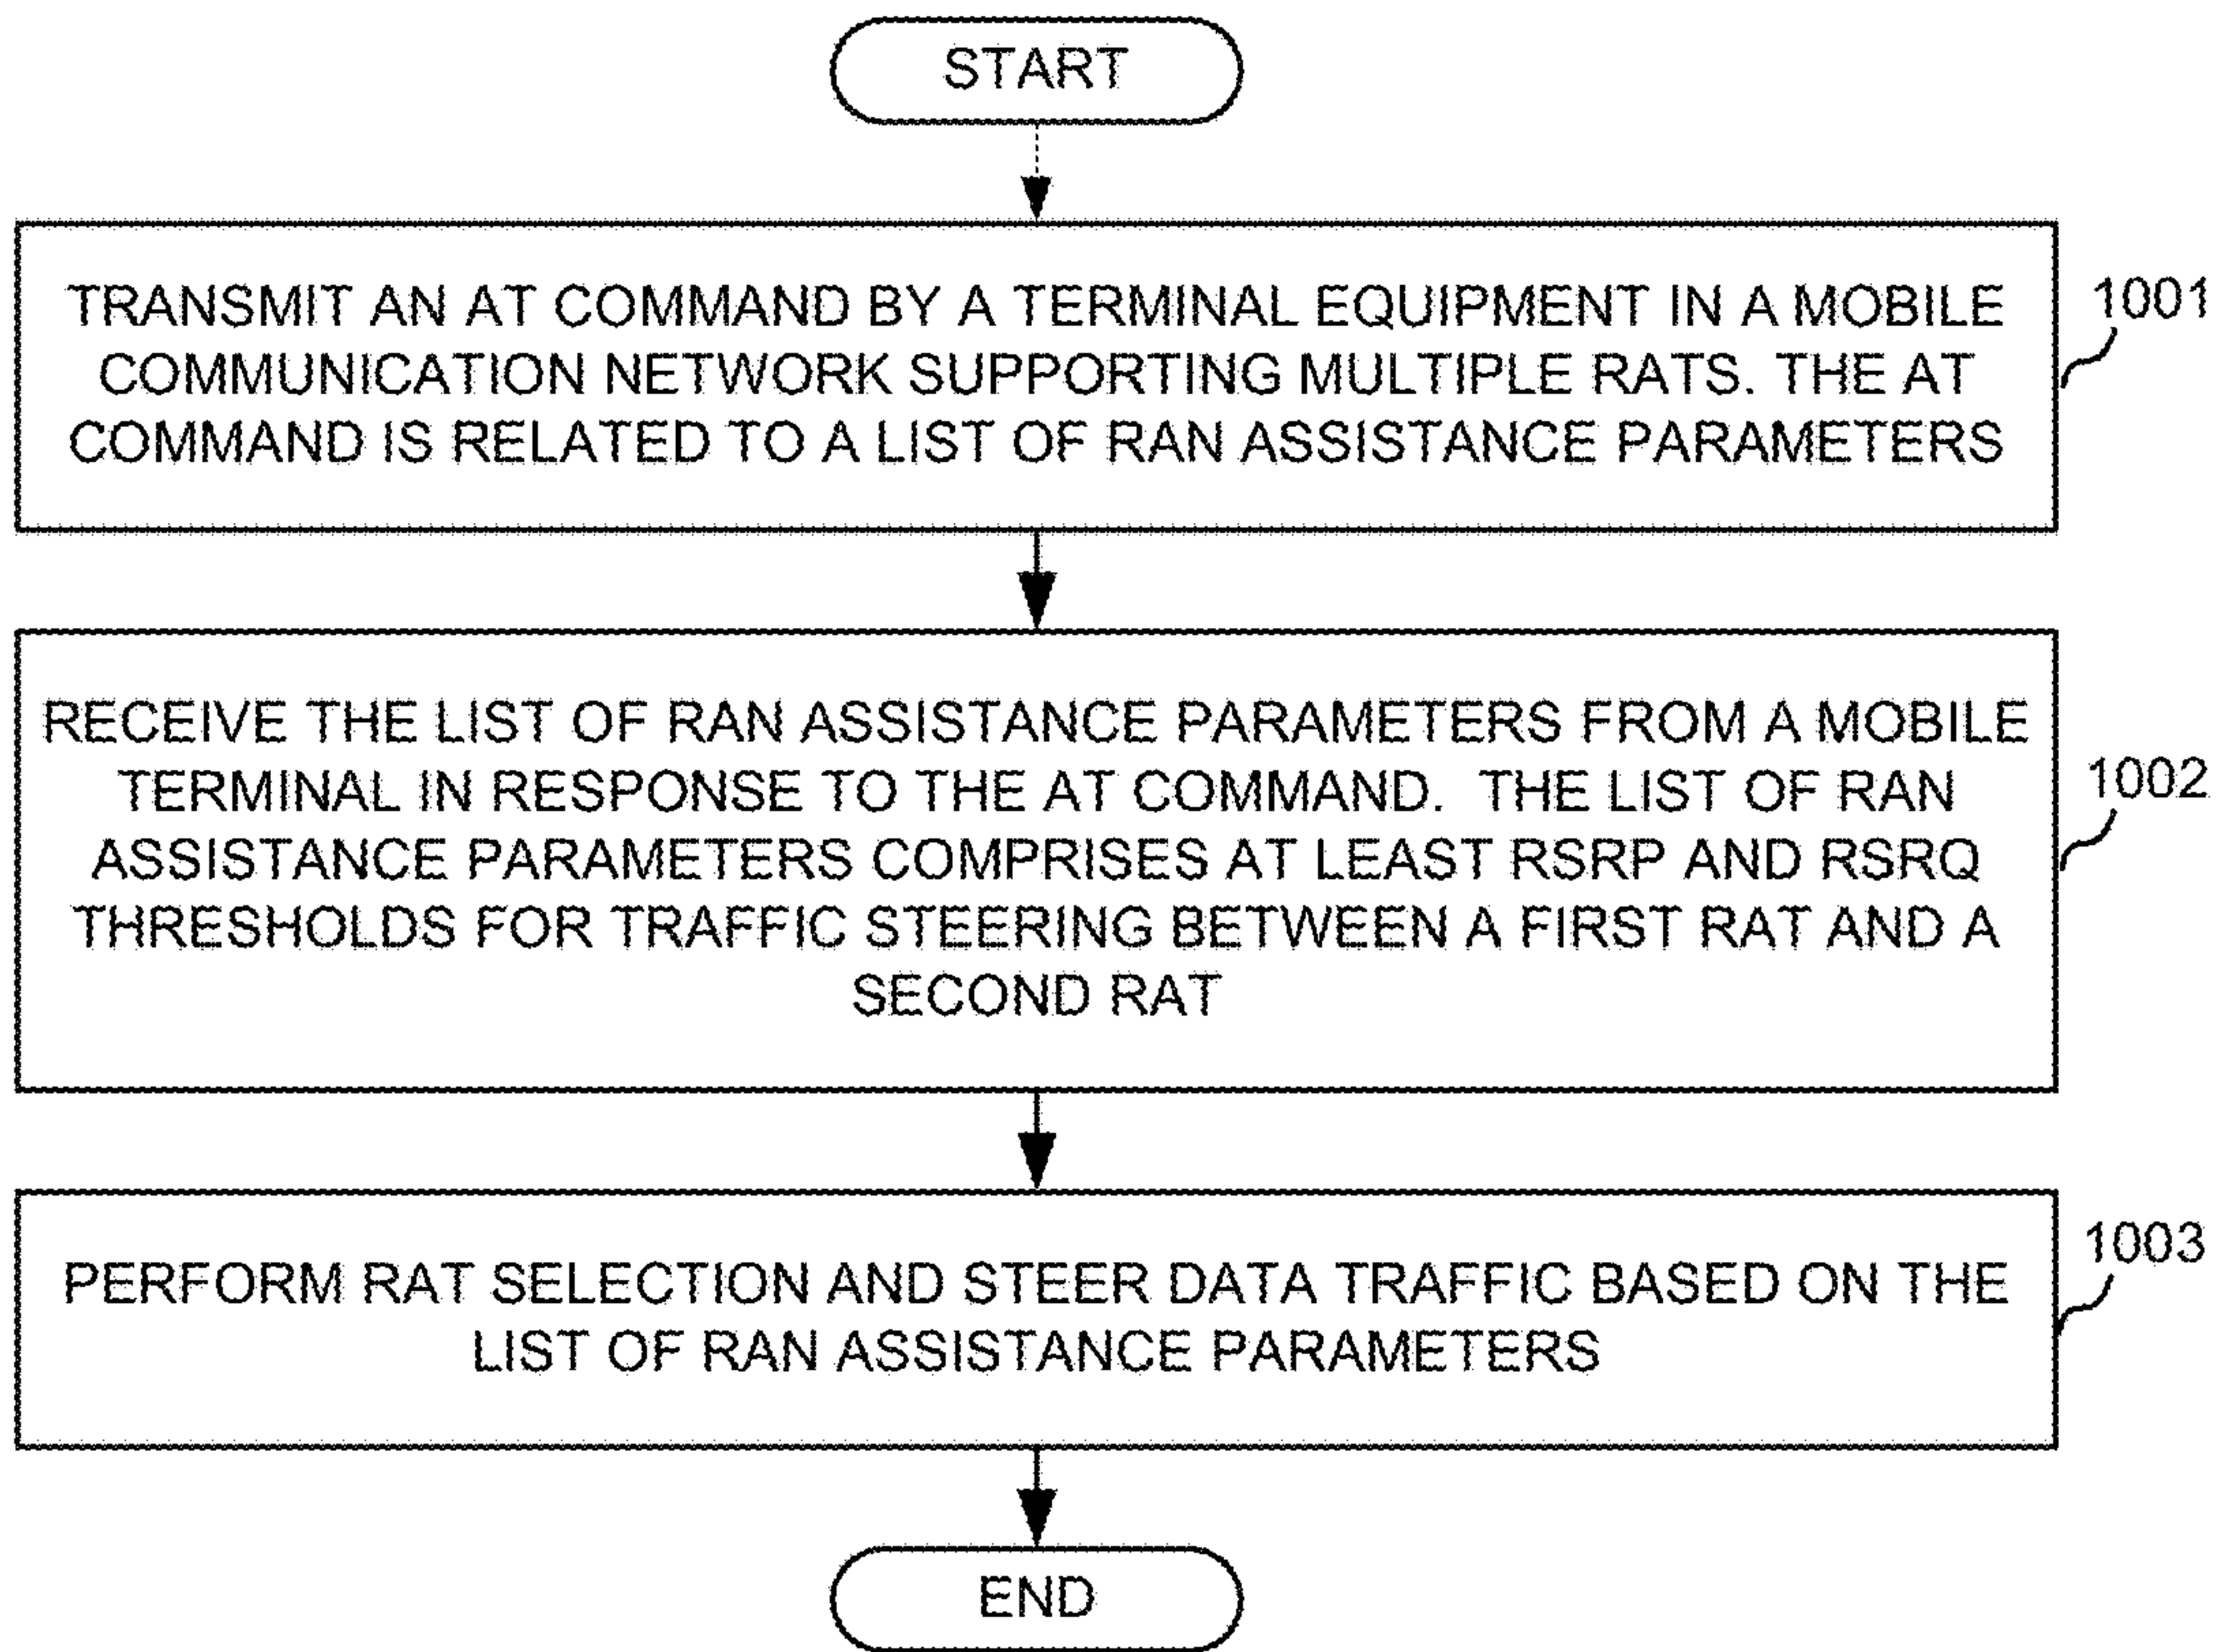 START
TRANSMIT AN AT COMMAND BY A TERMINAL EQUIPMENT IN A MOBILE
COMMUNICATION NETWORK SUPPORTING MULTIPLE RATS. THE AT
COMMAND IS RELATED TO A LIST OF RAN ASSISTANCE PARAMETERS
1001
RECEIVE THE LIST OF RAN ASSISTANCE PARAMETERS FROM A MOBILE
TERMINAL IN RESPONSE TO THE AT COMMAND. THE LIST OF RAN
ASSISTANCE PARAMETERS COMPRISES AT LEAST RSRP AND RSRQ
THRESHOLDS FOR TRAFFIC STEERING BETWEEN A FIRST RAT AND A
SECOND RAT
1002
PERFORM RAT SELECTION AND STEER DATA TRAFFIC BASED ON THE
LIST OF RAN ASSISTANCE PARAMETERS
1003
END